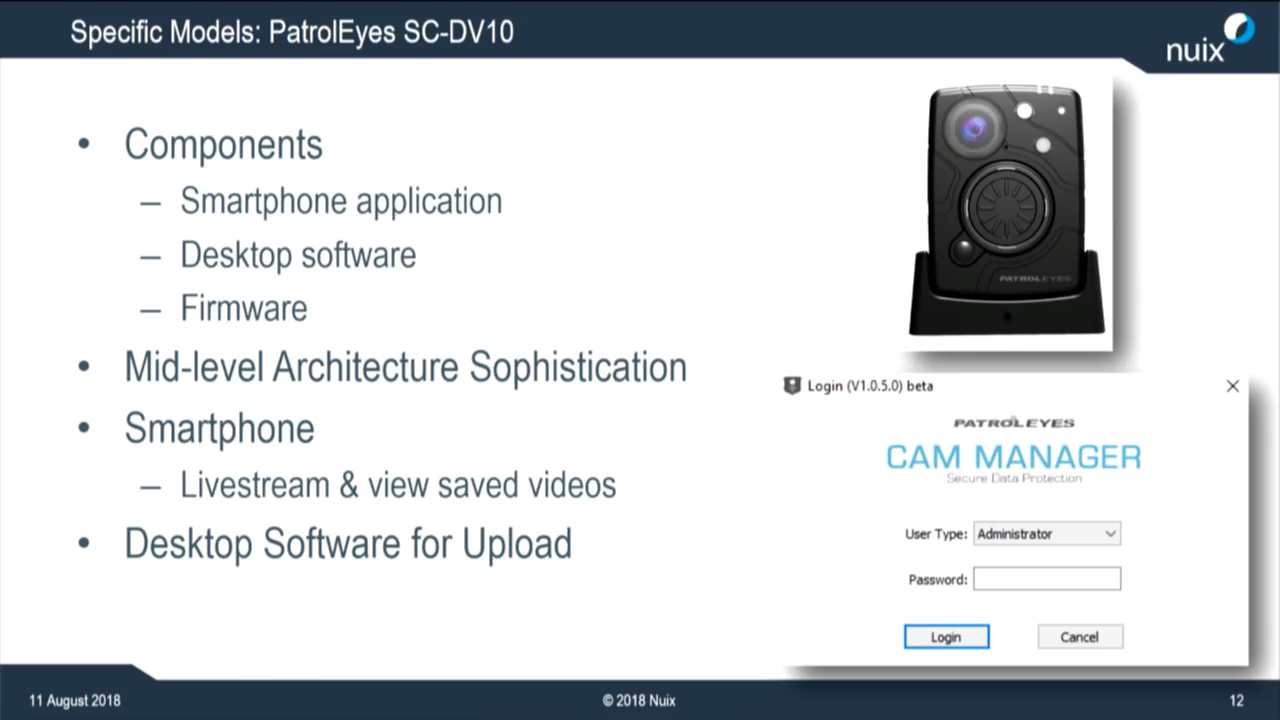 Specific Models: PatrolEyes SC-DV10
nuix
• Components
– Smartphone application
– Desktop software
– Firmware
• Mid-level Architecture Sophistication
• Smartphone
– Livestream & view saved videos
• Desktop Software for Upload
PATROLEYES
Login (V1.0.5.0) beta
PATROLEYES
CAM MANAGER
Secure Data Protection
User Type: Administrator
Password:
Login Cancel
11 August 2018
© 2018 Nuix
12